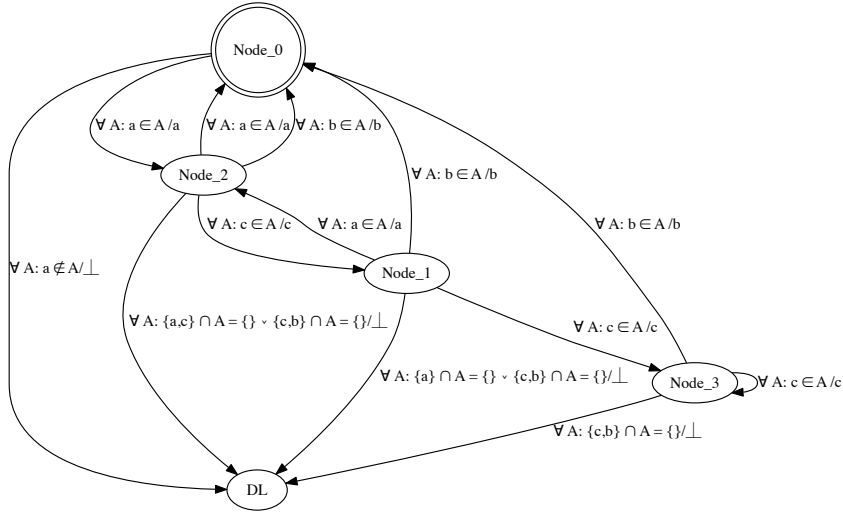 Node_0
∀ A: a ∈ A /a
∀ A: a ∈ A /a
∀ A: b ∈ A /b
Node_2
∀ A: b ∈ A /b
∀ A: c ∈ A /c
∀ A: a ∈ A /a
∀ A: b ∈ A /b
∀ A: a ∉ A/⊥
Node_1
∀ A: {a,c} ∩ A = {} ᵥ {c,b} ∩ A = {}/⊥
∀ A: c ∈ A /c
∀ A: {a} ∩ A = {} ᵥ {c,b} ∩ A = {}/⊥
Node_3
∀ A: c ∈ A /c
∀ A: {c,b} ∩ A = {}/⊥
DL